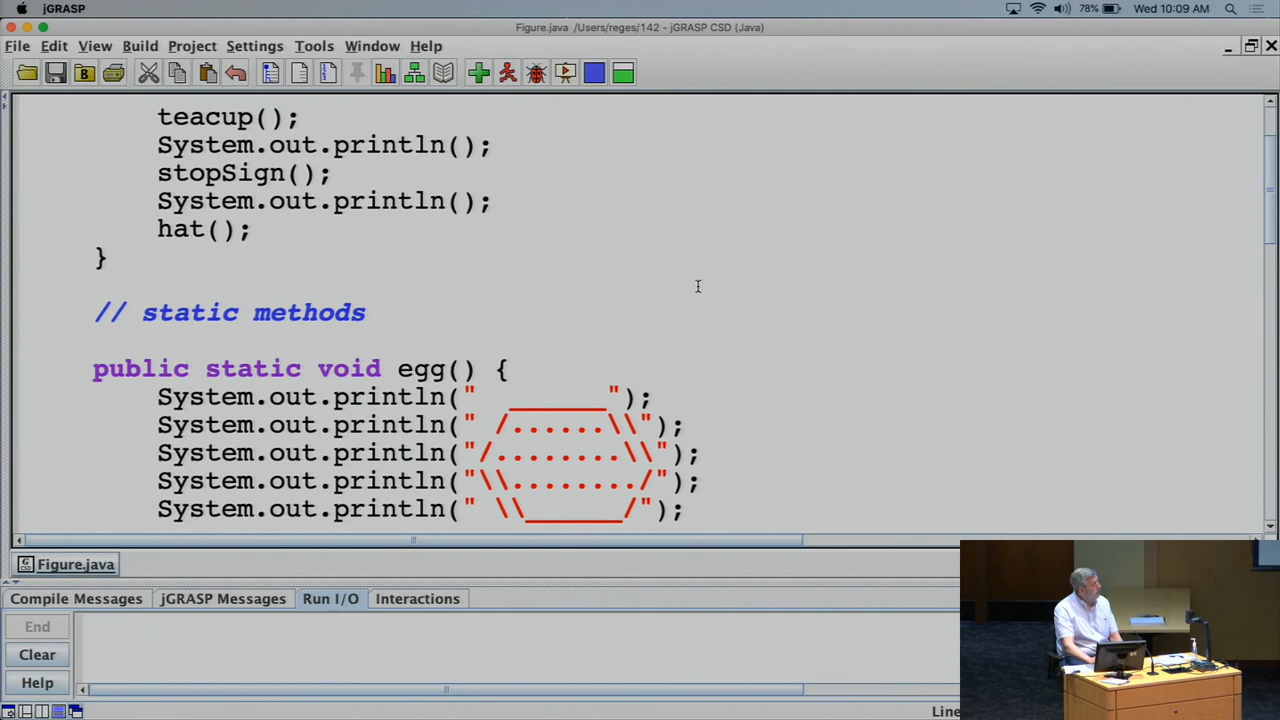 jGRASP
78% Wed 10:09 AM
Figure.java /Users/reges/142 - jGRASP CSD (Java)
File Edit View Build Project Settings Tools Window Help
teacup();
System.out.println();
stopSign();
System.out.println();
hat();
}
// static methods
public static void egg() {
System.out.println("  ______");
System.out.println(" /......\\");
System.out.println("/........\\");
System.out.println("\\......../");
System.out.println(" \\______/");
Figure.java
Compile Messages jGRASP Messages Run I/O Interactions
End
Clear
Help
Line